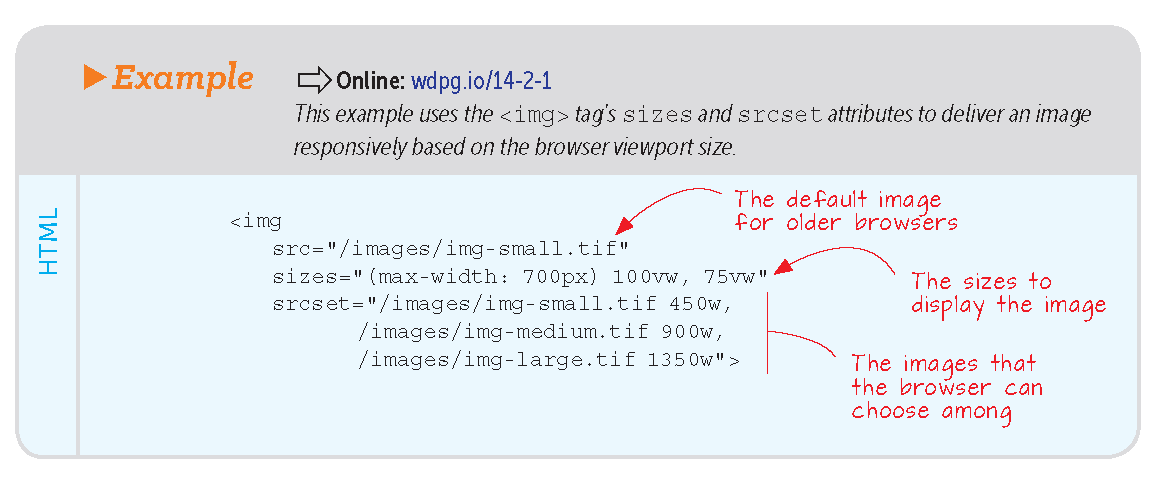 Example
Online: wdpg.io/14-2-1
This example uses the <img> tag's sizes and srcset attributes to deliver an image
responsively based on the browser viewport size.
HTML
<img
src="/images/img-small.tif"
sizes="(max-width: 700px) 100vw, 75vw"
srcset="/images/img-small.tif 450w,
/images/img-medium.tif 900w,
/images/img-large.tif 1350w">
The default image
for older browsers
The sizes to
display the image
The images that
the browser can
choose among